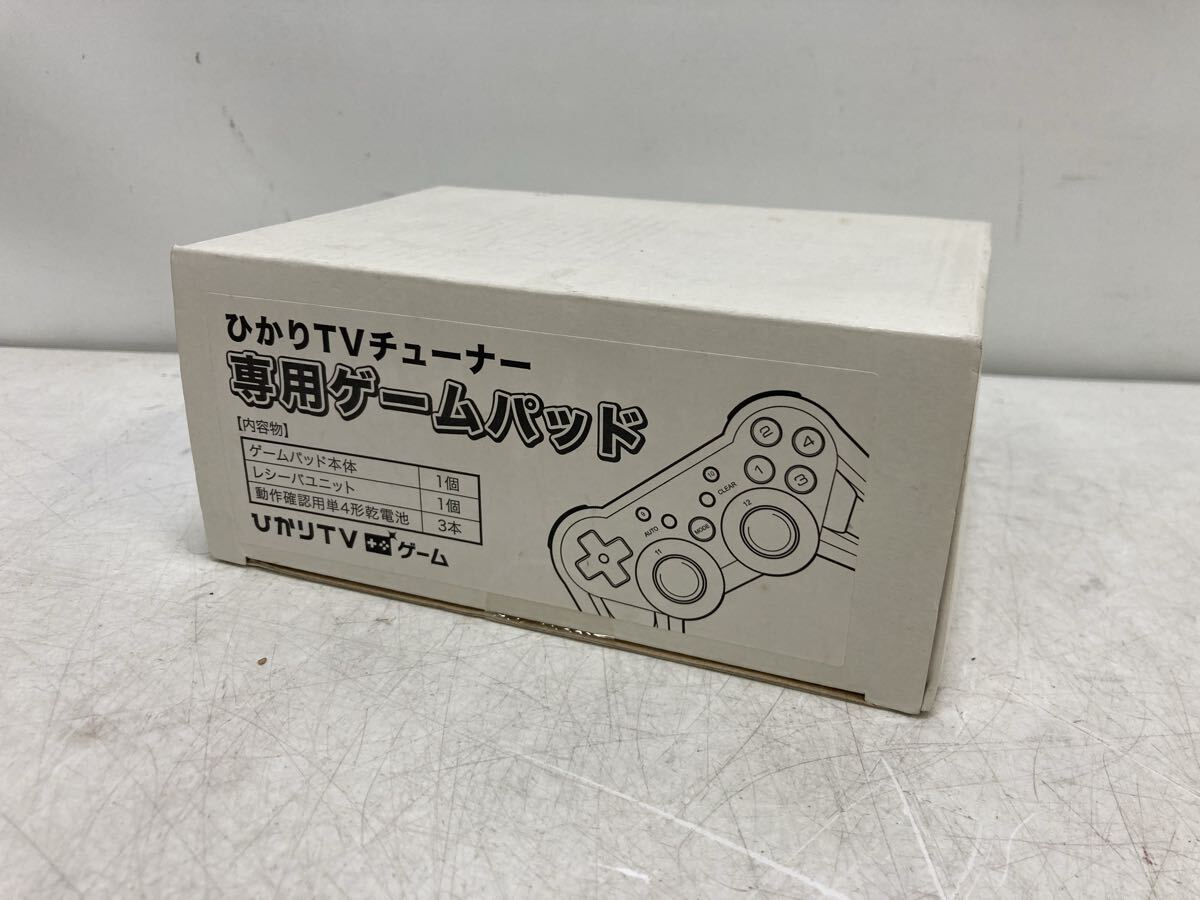 ひかりTVチューナー
専用ゲームパッド
【内容物】
ゲームパッド本体 1個
レシーバユニット 1個
動作確認用単4形乾電池 3本
ひかりTV ゲーム
2
4
1
3
10
CLEAR
12
9
AUTO
MODE
11